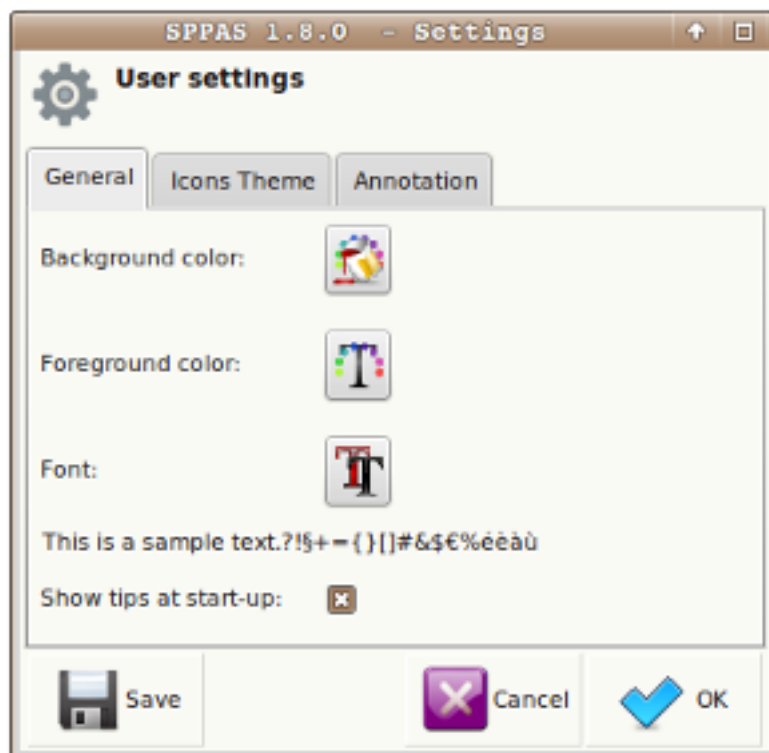 SPPAS 1.8.0 - Settings
User settings
General Icons Theme Annotation
Background color:
Foreground color:
Font:
This is a sample text.?!§+={}[]#&$€%éèàù
Show tips at start-up:
Save Cancel OK